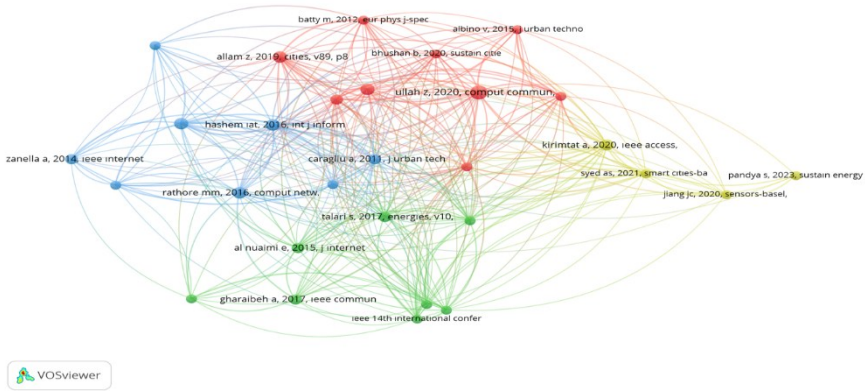 batty m, 2012, eur phys j-spec
albino v, 2015, j urban techno
bhushan b, 2020, sustain citie
allam z, 2019, cities, v89, p8
ullah z, 2020, comput commun,
hashem iat, 2016, int j inform
kirimtat a, 2020, ieee access,
zanella a, 2014, ieee internet
caragliu a, 2011, j urban tech
syed as, 2021, smart cities-ba
pandya s, 2023, sustain energy
rathore mm, 2016, comput netw,
jiang jc, 2020, sensors-basel,
talari s, 2017, energies, v10,
al nuaimi e, 2015, j internet
gharaibeh a, 2017, ieee commun
ieee 14th international confer
VOSviewer